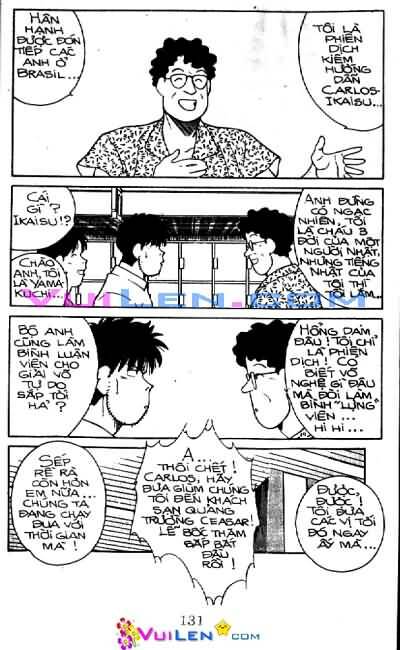 TÔI LÀ
PHIÊN
DỊCH
KIÊM
HƯỚNG
DẪN
CARLOS
IKAISU...
HÂN
HẠNH
ĐƯỢC ĐÓN
TIẾP CÁC
ANH Ở
BRASIL...
ANH ĐỪNG
CÓ NGẠC
NHIÊN, TÔI
LÀ CHÁU 3
ĐỜI CỦA MỘT
NGƯỜI NHẬT,
NHƯNG TIẾNG
NHẬT CỦA
TÔI THÌ
LẮM...
CÁI
GÌ?
IKAISU!?
CHÀO
ANH, TÔI
LÀ YAMA
KUCHI...
VUILEN.COM
HỔNG DÁM
ĐÂU! TÔI CHỈ
LÀ PHIÊN
DỊCH! CÓ
BIẾT VÕ
NGHỆ GÌ ĐÂU
MÀ ĐÒI LÀM
BÌNH "LỰNG"
VIÊN...
HI HI...
BỘ ANH
CŨNG LÀM
BÌNH LUẬN
VIÊN CHO
GIẢI VÕ
TỰ DO
SẮP TỚI
HẢ?
ĐƯỢC,
ĐƯỢC!
TÔI ĐƯA
CÁC VỊ TỚI
ĐÓ NGAY
ẤY MÀ...
A...
THÔI CHẾT!
CARLOS, HÃY
ĐƯA GIÙM CHÚNG
TÔI ĐẾN KHÁCH
SẠN QUẢNG
TRƯỜNG CEASAR!
LỄ BỐC THĂM
SẮP BẮT
ĐẦU
RỒI!
SẾP
RỀ RÀ
CÒN HƠN
EM NỮA...
CHÚNG TA
ĐANG CHẠY
ĐUA VỚI
THỜI GIAN
MÀ!
131
VUILEN.COM